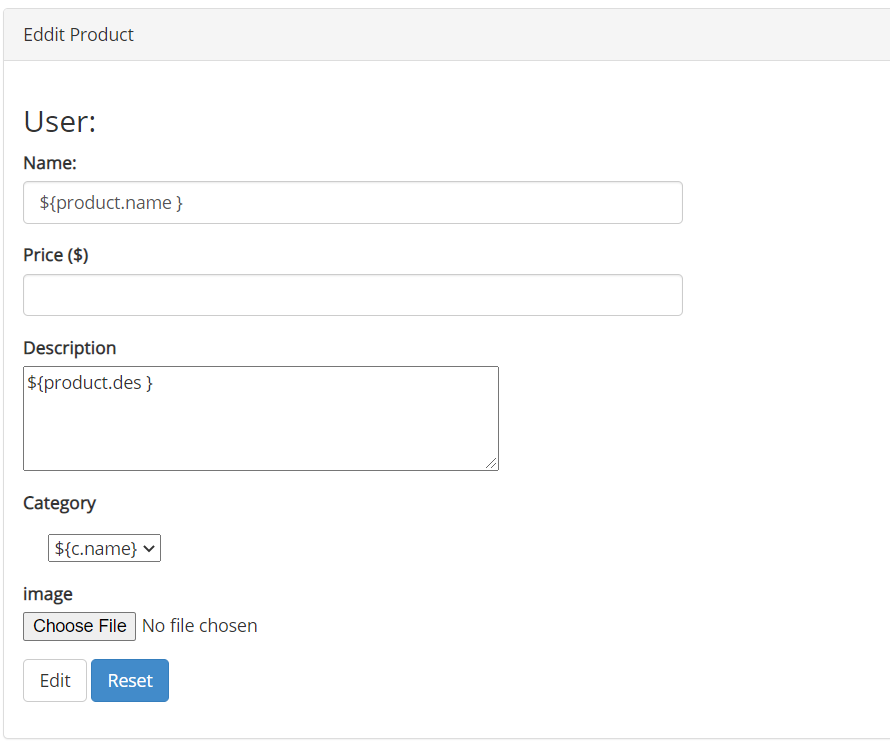 Eddit Product
User:
Name:
${product.name }
Price ($)
Description
${product.des }
Category
${c.name}
image
Choose File No file chosen
Edit Reset